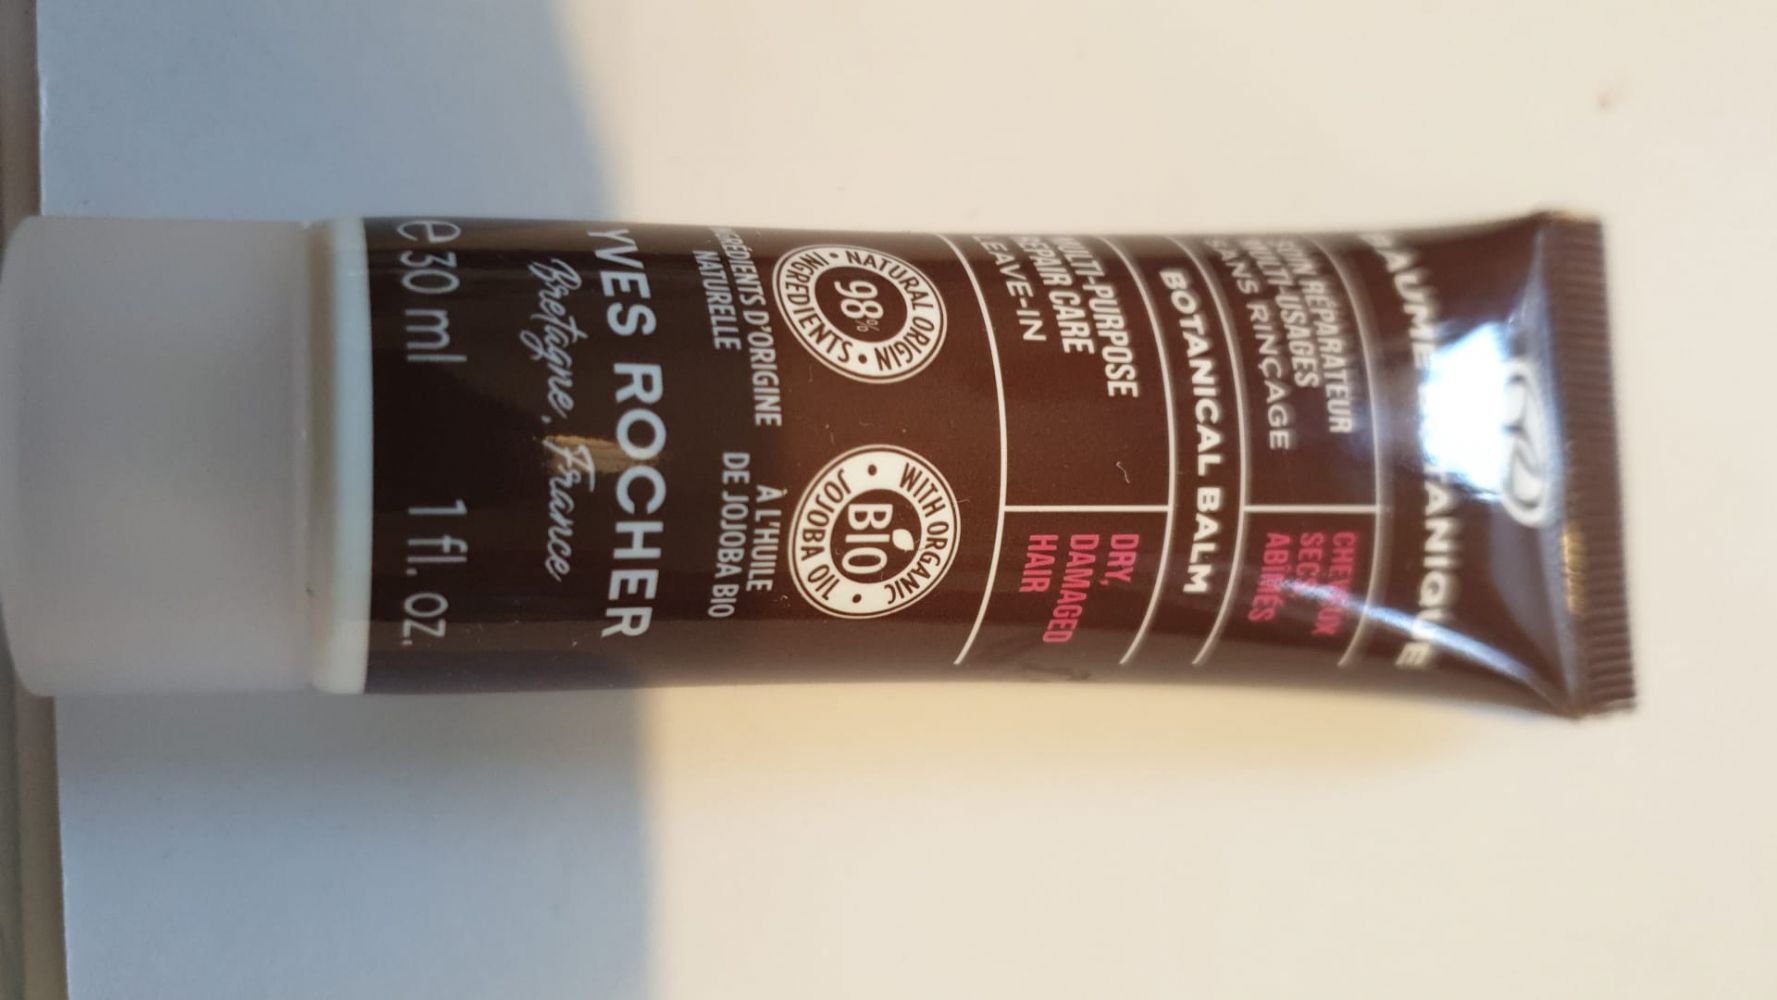 BAUME BOTANIQUE
SOIN RÉPARATEUR
MULTI-USAGES
SANS RINÇAGE
CHEVEUX
SECS,
ABÎMÉS
BOTANICAL BALM
MULTI-PURPOSE
REPAIR CARE
LEAVE-IN
DRY,
DAMAGED
HAIR
NATURAL ORIGIN
98%
INGREDIENTS
WITH ORGANIC
BIO
JOJOBA OIL
INGRÉDIENTS D'ORIGINE
NATURELLE
À L'HUILE
DE JOJOBA BIO
YVES ROCHER
Bretagne, France
e 30 ml 1 fl. oz.